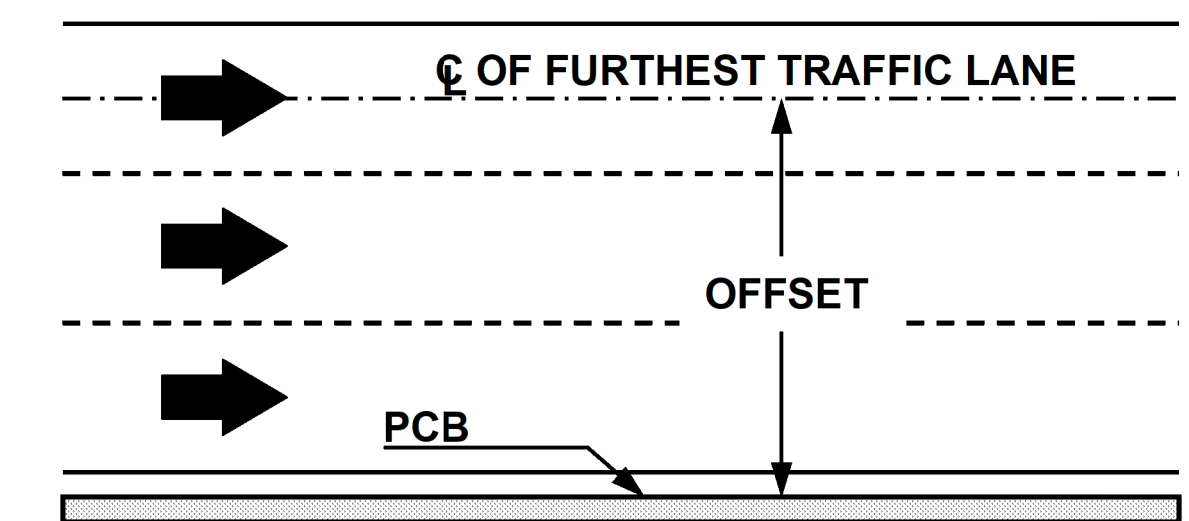 ℄ OF FURTHEST TRAFFIC LANE
OFFSET
PCB